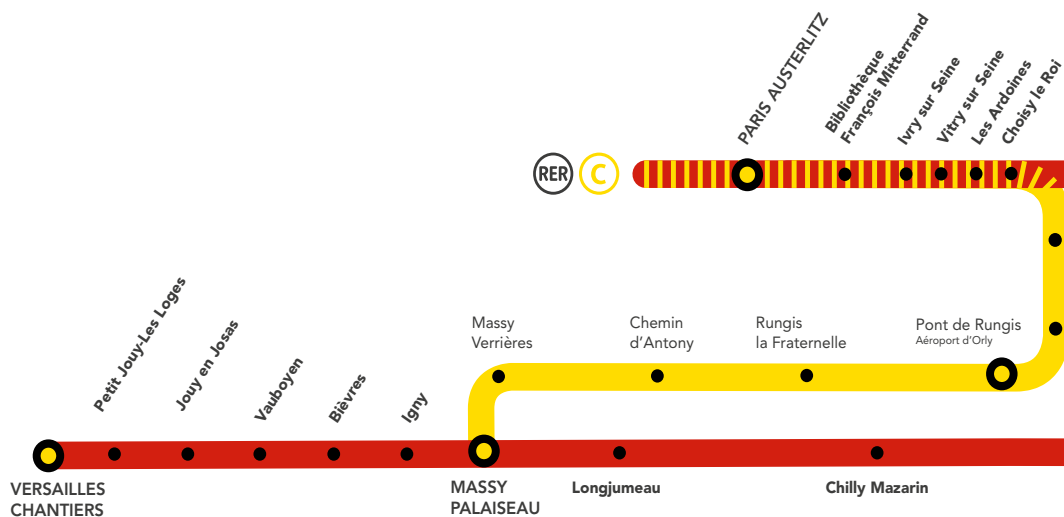 PARIS AUSTERLITZ
Bibliothèque
François Mitterrand
Ivry sur Seine
Vitry sur Seine
Les Ardoines
Choisy le Roi
RER
C
Massy
Verrières
Chemin
d'Antony
Rungis
la Fraternelle
Pont de Rungis
Aéroport d'Orly
Petit Jouy-Les Loges
Jouy en Josas
Vauboyen
Bièvres
Igny
VERSAILLES
CHANTIERS
MASSY
PALAISEAU
Longjumeau
Chilly Mazarin